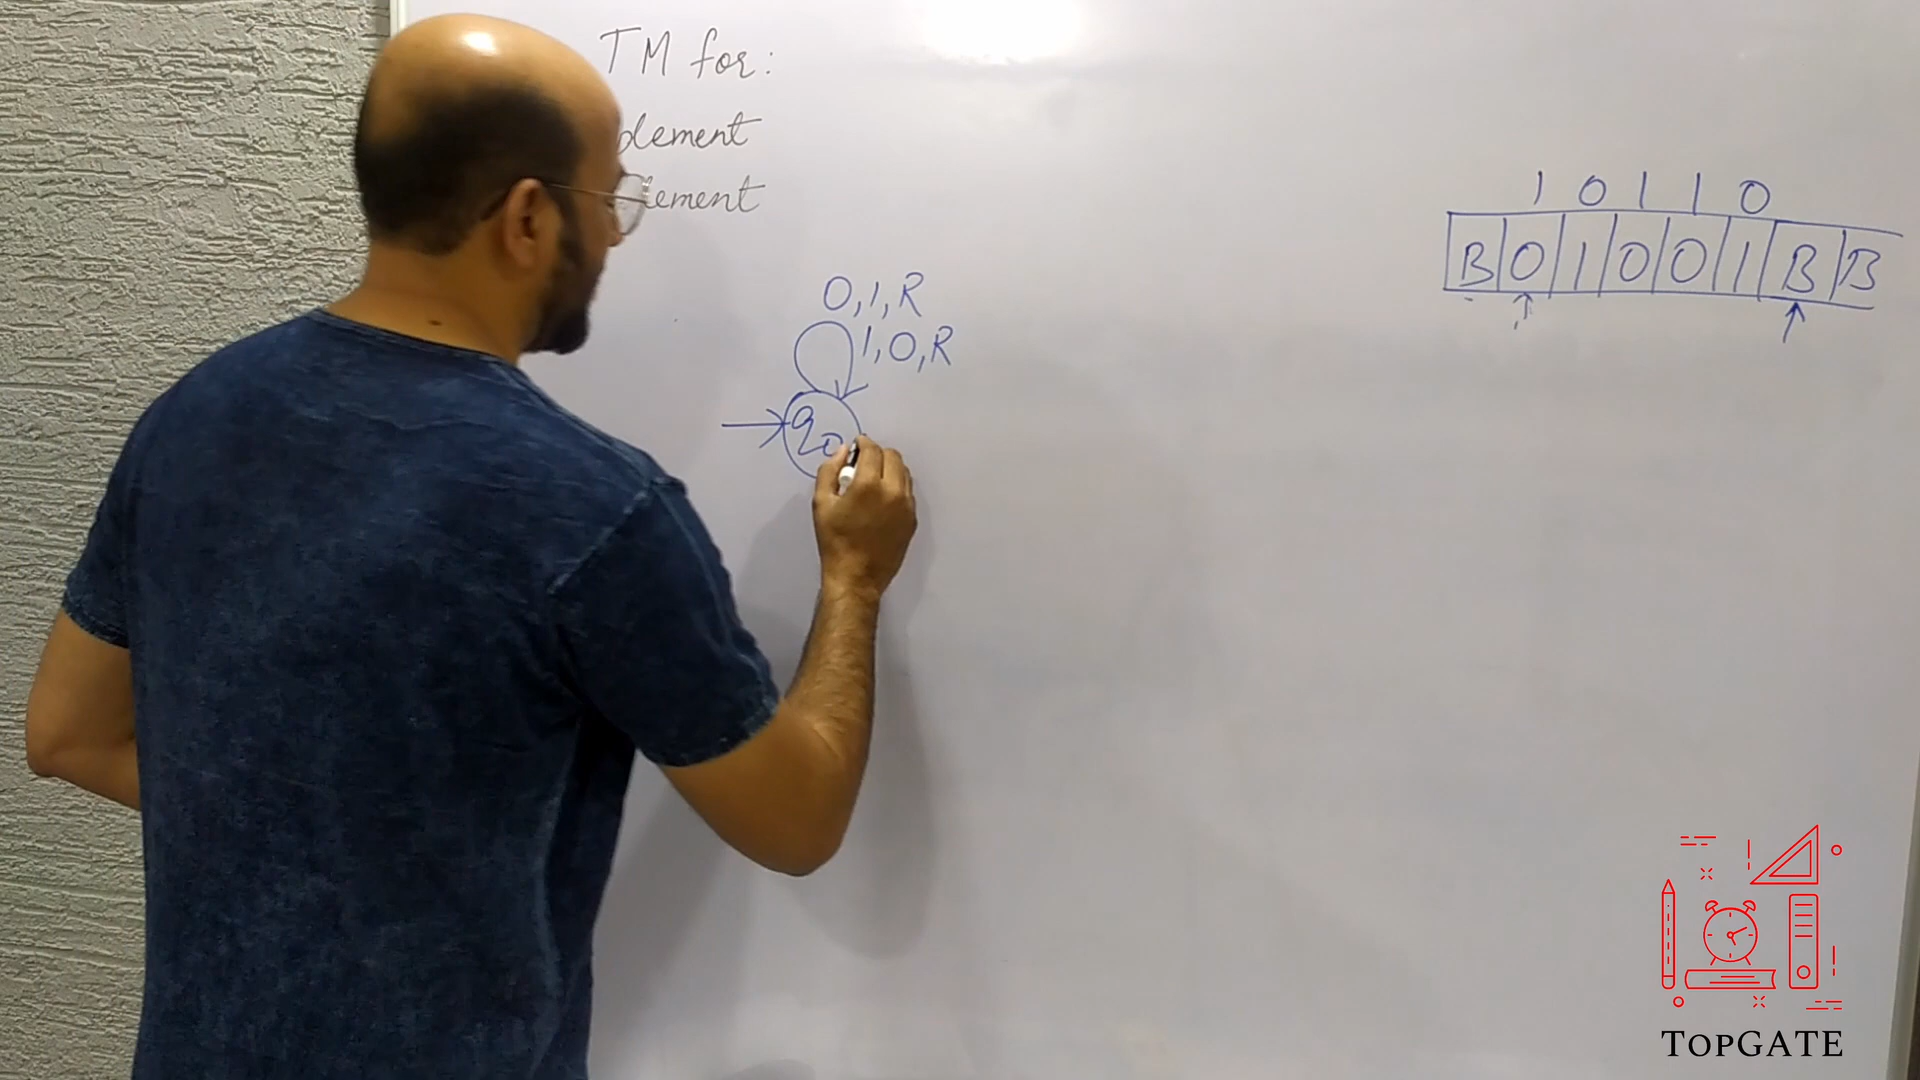 TM for:
plement
lement
0,1,R
1,0,R
q0
1 0 1 1 0
B 0 1 0 0 1 B B
TOPGATE